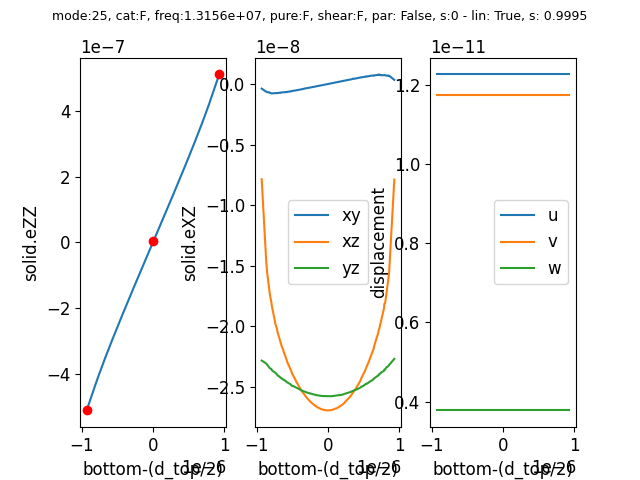 mode:25, cat:F, freq:1.3156e+07, pure:F, shear:F, par: False, s:0 - lin: True, s: 0.9995
1e−7
solid.eZZ
4
2
0
−2
−4
−1
0
1
1e−6
bottom-(d_top/2)
1e−8
solid.eXZ
0.0
−0.5
−1.0
−1.5
−2.0
−2.5
xy
xz
yz
−1
0
1
1e−6
bottom-(d_top/2)
1e−11
displacement
1.2
1.0
0.8
0.6
0.4
u
v
w
−1
0
1
1e−6
bottom-(d_top/2)